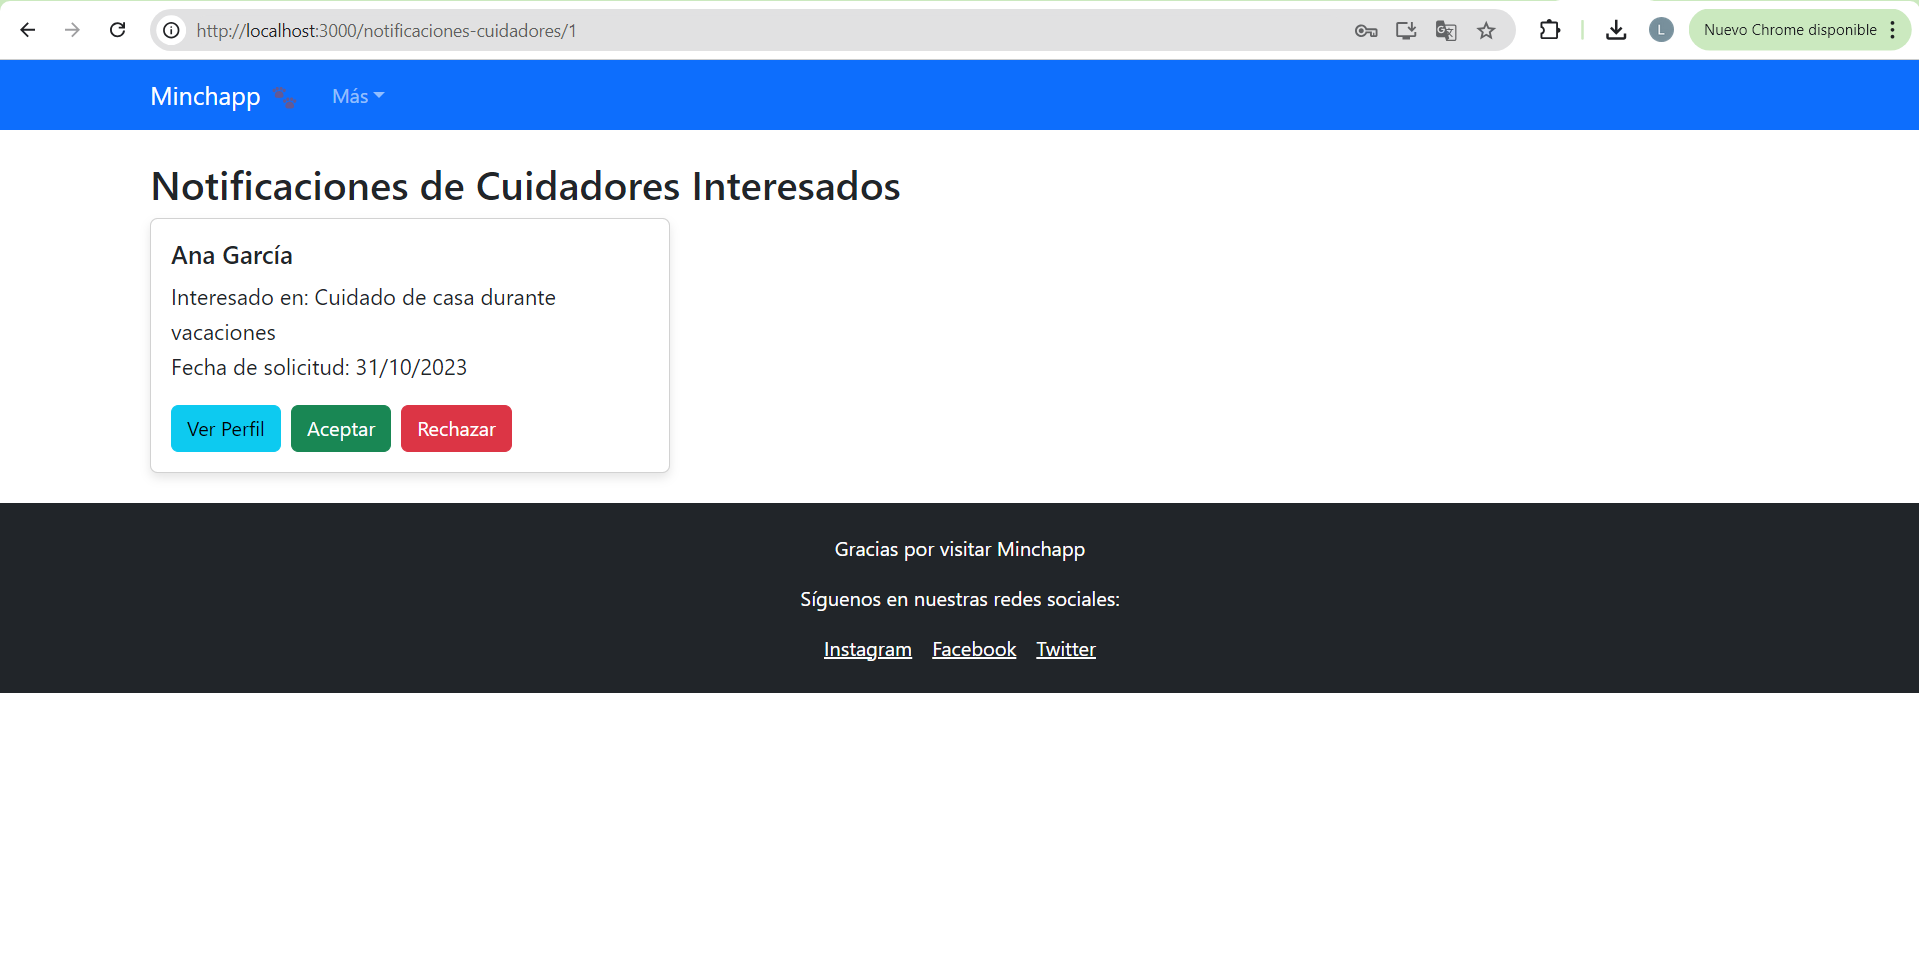 http://localhost:3000/notificaciones-cuidadores/1
L
Nuevo Chrome disponible
Minchapp
Más
Notificaciones de Cuidadores Interesados
Ana García
Interesado en: Cuidado de casa durante
vacaciones
Fecha de solicitud: 31/10/2023
Ver Perfil Aceptar Rechazar
Gracias por visitar Minchapp
Síguenos en nuestras redes sociales:
Instagram Facebook Twitter